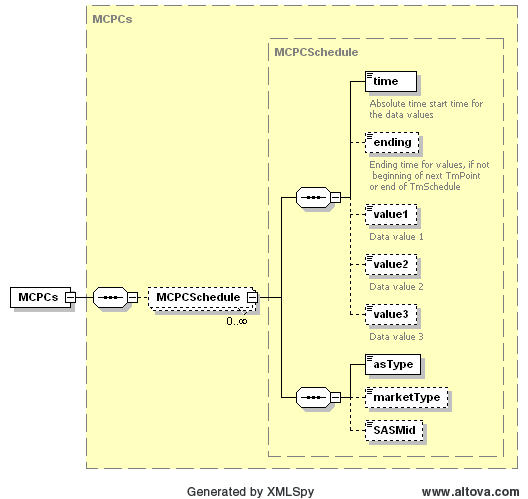 MCPCs
MCPCSchedule
time
Absolute time start time for
the data values
ending
Ending time for values, if not
beginning of next TmPoint
or end of TmSchedule
value1
Data value 1
value2
Data value 2
value3
Data value 3
MCPCs
MCPCSchedule
0..∞
asType
marketType
SASMid
Generated by XMLSpy
www.altova.com